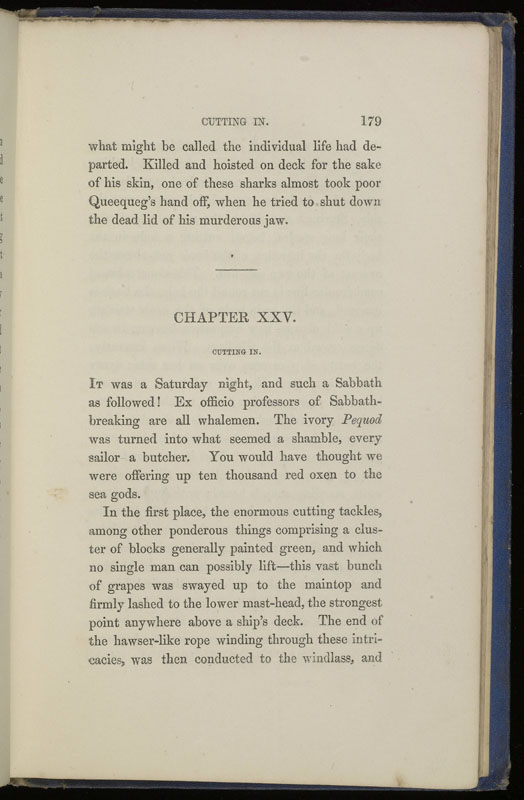 CUTTING IN. 179
what might be called the individual life had de-
parted. Killed and hoisted on deck for the sake
of his skin, one of these sharks almost took poor
Queequeg's hand off, when he tried to shut down
the dead lid of his murderous jaw.
CHAPTER XXV.
CUTTING IN.
IT was a Saturday night, and such a Sabbath
as followed! Ex officio professors of Sabbath-
breaking are all whalemen. The ivory Pequod
was turned into what seemed a shamble, every
sailor a butcher. You would have thought we
were offering up ten thousand red oxen to the
sea gods.
In the first place, the enormous cutting tackles,
among other ponderous things comprising a clus-
ter of blocks generally painted green, and which
no single man can possibly lift—this vast bunch
of grapes was swayed up to the maintop and
firmly lashed to the lower mast-head, the strongest
point anywhere above a ship's deck. The end of
the hawser-like rope winding through these intri-
cacies, was then conducted to the windlass, and